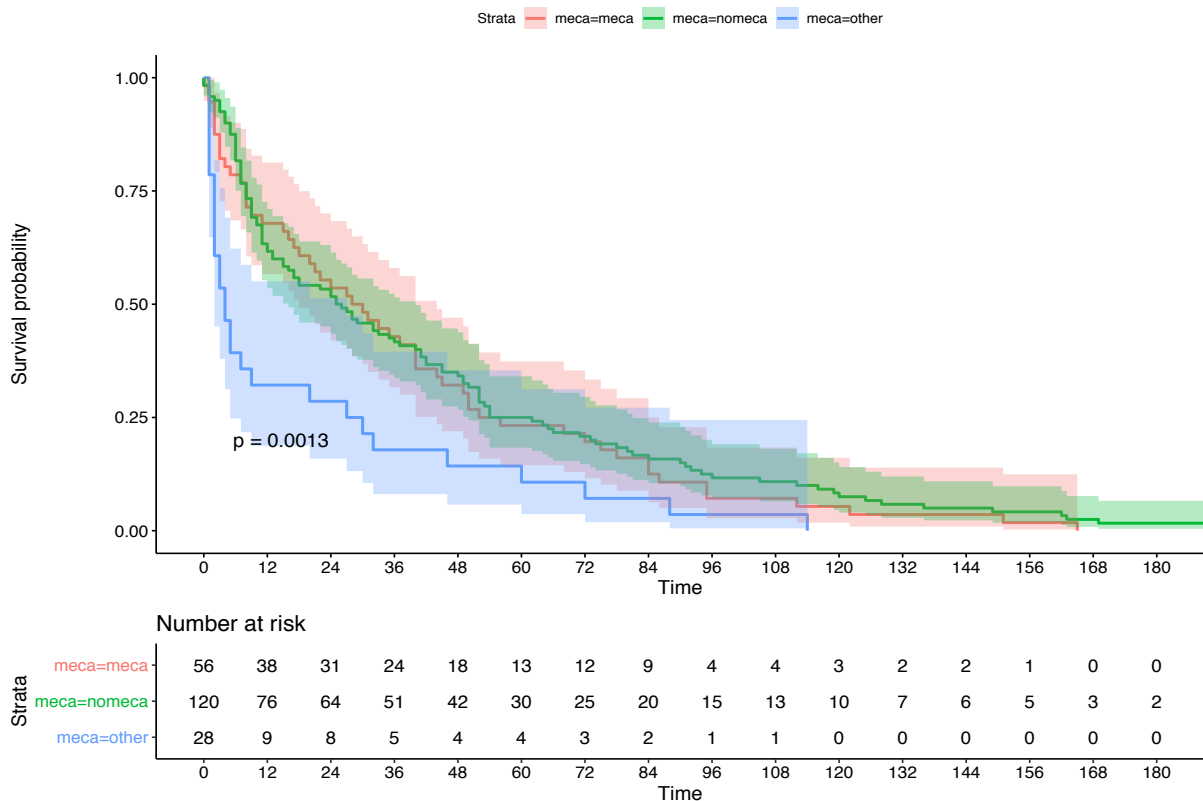 Strata meca=meca meca=nomeca meca=other
Survival probability
1.00
0.75
0.50
0.25
0.00
p = 0.0013
0 12 24 36 48 60 72 84 96 108 120 132 144 156 168 180
Time
Number at risk
Strata
meca=meca 56 38 31 24 18 13 12 9 4 4 3 2 2 1 0 0
meca=nomeca 120 76 64 51 42 30 25 20 15 13 10 7 6 5 3 2
meca=other 28 9 8 5 4 4 3 2 1 1 0 0 0 0 0 0
0 12 24 36 48 60 72 84 96 108 120 132 144 156 168 180
Time